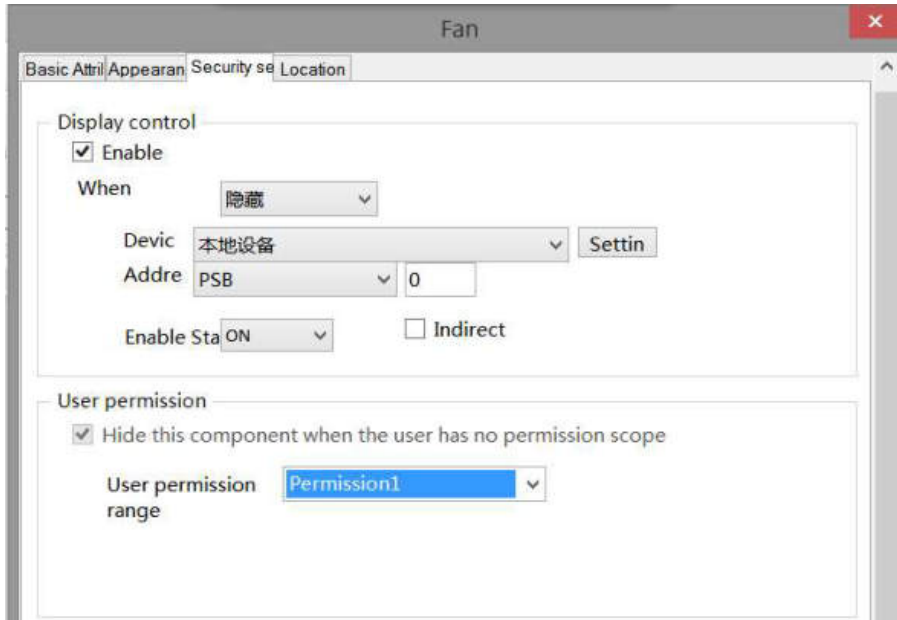 Fan
Basic Attril Appearan Security se Location
Display control
Enable
When 隐藏
Devic 本地设备 Settin
Addre PSB 0
Enable Sta ON Indirect
User permission
Hide this component when the user has no permission scope
User permission Permission1
range